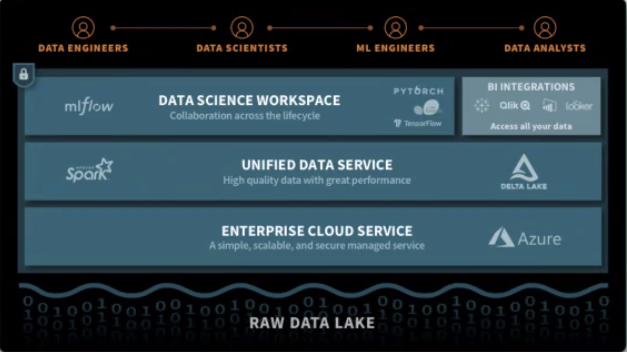 DATA ENGINEERS DATA SCIENTISTS ML ENGINEERS DATA ANALYSTS
mlflow
DATA SCIENCE WORKSPACE
Collaboration across the lifecycle
PYTORCH
TensorFlow
BI INTEGRATIONS
Qlik looker
Access all your data
APACHE Spark
UNIFIED DATA SERVICE
High quality data with great performance
DELTA LAKE
ENTERPRISE CLOUD SERVICE
A simple, scalable, and secure managed service
Azure
RAW DATA LAKE